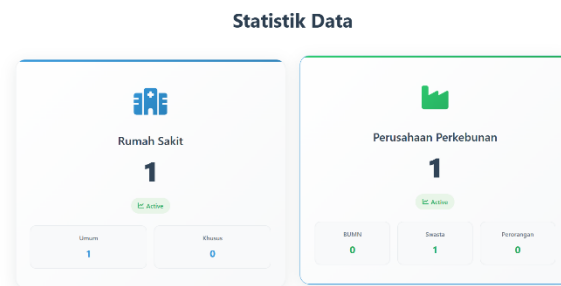 Statistik Data
Rumah Sakit
1
Active
Umum
1
Khusus
0
Perusahaan Perkebunan
1
Active
BUMN
0
Swasta
1
Perorangan
0